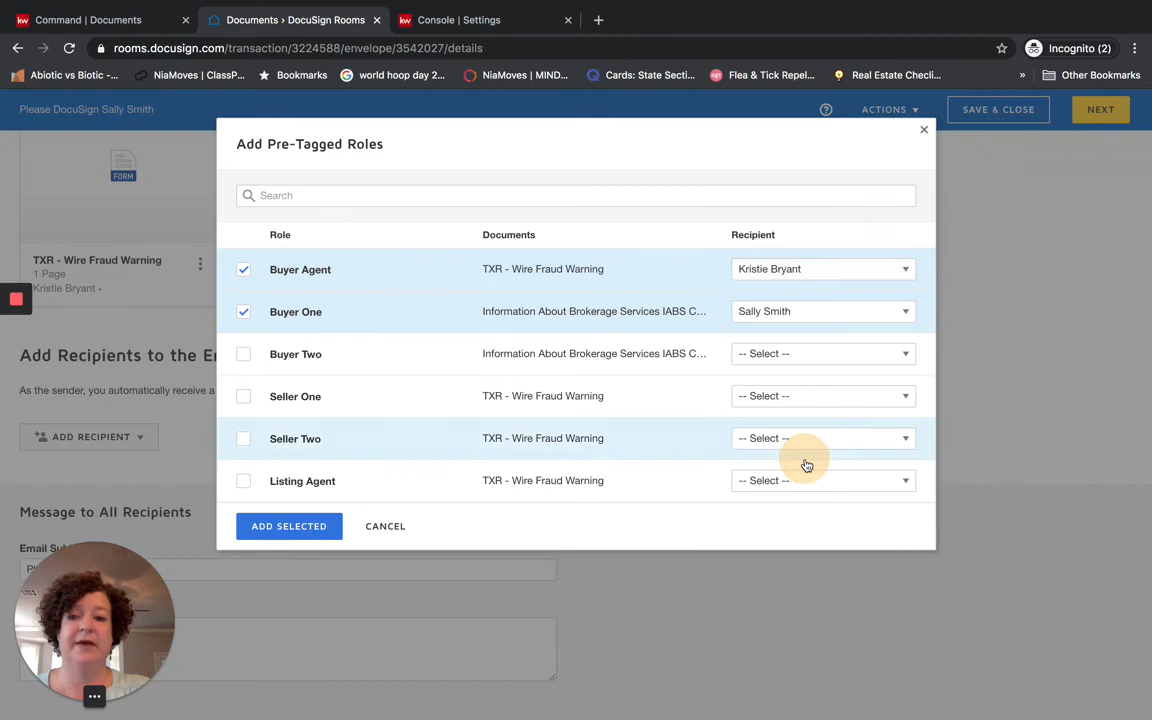 kw Command | Documents
Documents › DocuSign Rooms
kw Console | Settings
rooms.docusign.com/transaction/3224588/envelope/3542027/details
Incognito (2)
Abiotic vs Biotic -...
NiaMoves | ClassP...
Bookmarks
world hoop day 2...
NiaMoves | MIND...
Cards: State Secti...
Flea & Tick Repel...
Real Estate Checli...
»
Other Bookmarks
Please DocuSign Sally Smith
ACTIONS
SAVE & CLOSE
NEXT
Add Pre-Tagged Roles
Search
Role
Documents
Recipient
Buyer Agent
TXR - Wire Fraud Warning
Kristie Bryant
Buyer One
Information About Brokerage Services IABS C...
Sally Smith
Buyer Two
Information About Brokerage Services IABS C...
-- Select --
Seller One
TXR - Wire Fraud Warning
-- Select --
Seller Two
TXR - Wire Fraud Warning
-- Select --
Listing Agent
TXR - Wire Fraud Warning
-- Select --
ADD SELECTED
CANCEL
FORM
TXR - Wire Fraud Warning
1 Page
Kristie Bryant
Add Recipients to the E
As the sender, you automatically receive a
ADD RECIPIENT
Message to All Recipients
Email